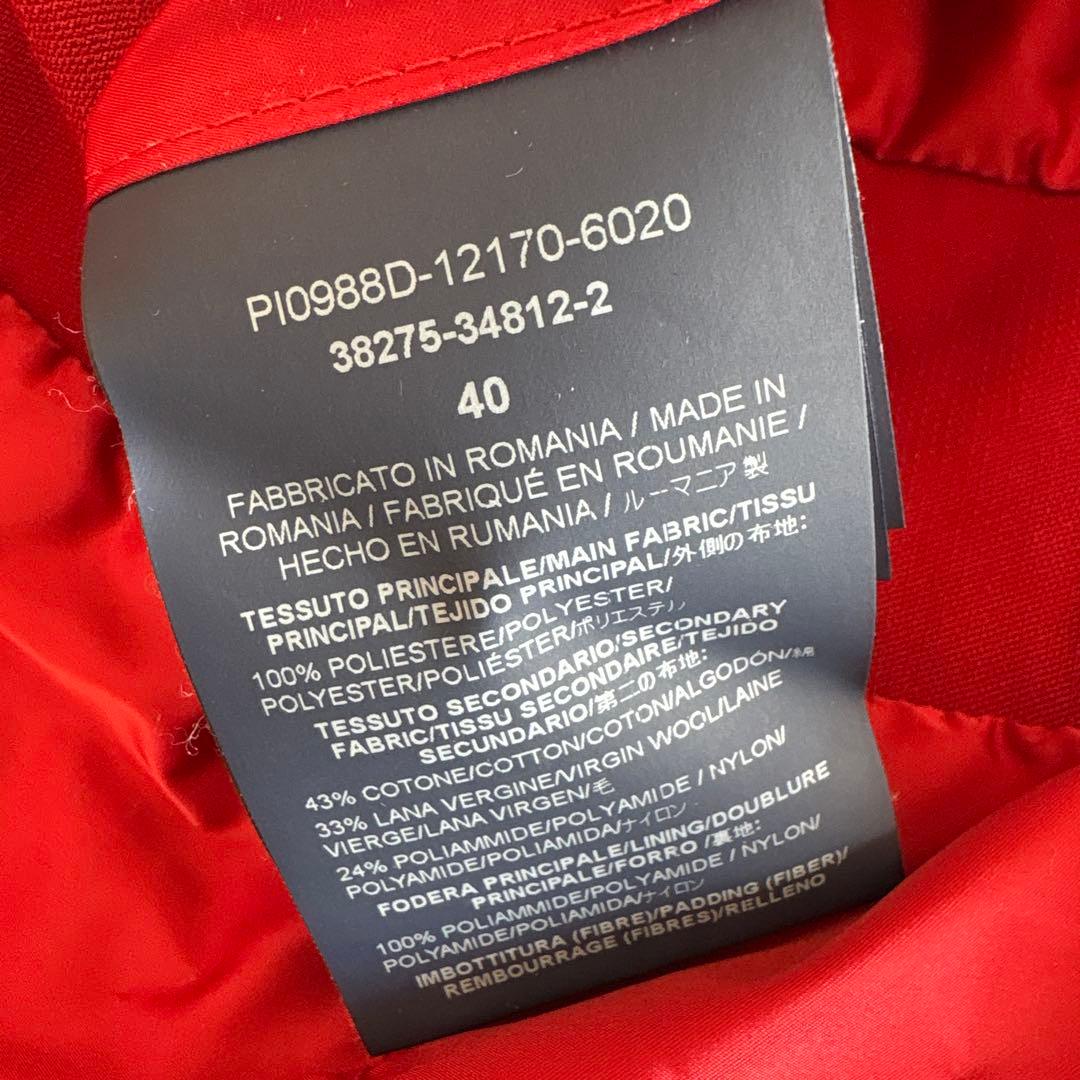 PI0988D-12170-6020
38275-34812-2
40
FABBRICATO IN ROMANIA / MADE IN
ROMANIA / FABRIQUÉ EN ROUMANIE /
HECHO EN RUMANIA / ルーマニア製
TESSUTO PRINCIPALE/MAIN FABRIC/TISSU
PRINCIPAL/TEJIDO PRINCIPAL/外側の布地:
100% POLIESTERE/POLYESTER/
POLYESTER/POLIÉSTER/ポリエステル
TESSUTO SECONDARIO/SECONDARY
FABRIC/TISSU SECONDAIRE/TEJIDO
SECUNDARIO/第二の布地:
43% COTONE/COTTON/COTON/ALGODÓN/綿
33% LANA VERGINE/VIRGIN WOOL/LAINE
VIERGE/LANA VIRGEN/毛
24% POLIAMMIDE/POLYAMIDE / NYLON/
POLYAMIDE/POLIAMIDA/ナイロン
FODERA PRINCIPALE/LINING/DOUBLURE
PRINCIPALE/FORRO /裏地:
100% POLIAMMIDE/POLYAMIDE / NYLON/
POLYAMIDE/POLIAMIDA/ナイロン
IMBOTTITURA (FIBRE)/PADDING (FIBER)/
REMBOURRAGE (FIBRES)/RELLENO